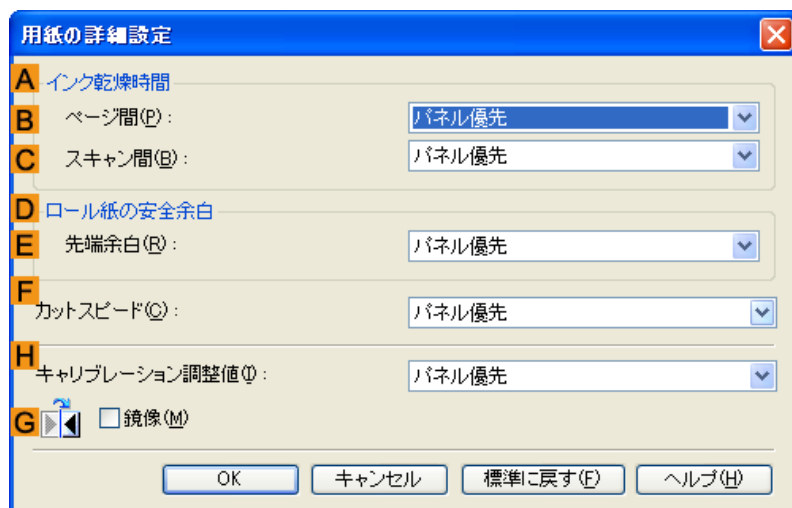 用紙の詳細設定
A インク乾燥時間
B ページ間(P): パネル優先
C スキャン間(B): パネル優先
D ロール紙の安全余白
E 先端余白(R): パネル優先
F
カットスピード(C): パネル優先
H
キャリブレーション調整値(I): パネル優先
G 鏡像(M)
OK キャンセル 標準に戻す(F) ヘルプ(H)